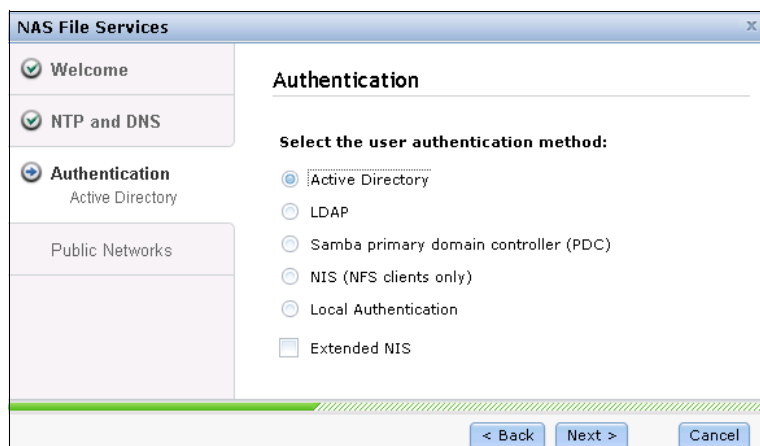 NAS File Services
x
Welcome
NTP and DNS
Authentication
Active Directory
Public Networks
Authentication
Select the user authentication method:
Active Directory
LDAP
Samba primary domain controller (PDC)
NIS (NFS clients only)
Local Authentication
Extended NIS
< Back
Next >
Cancel